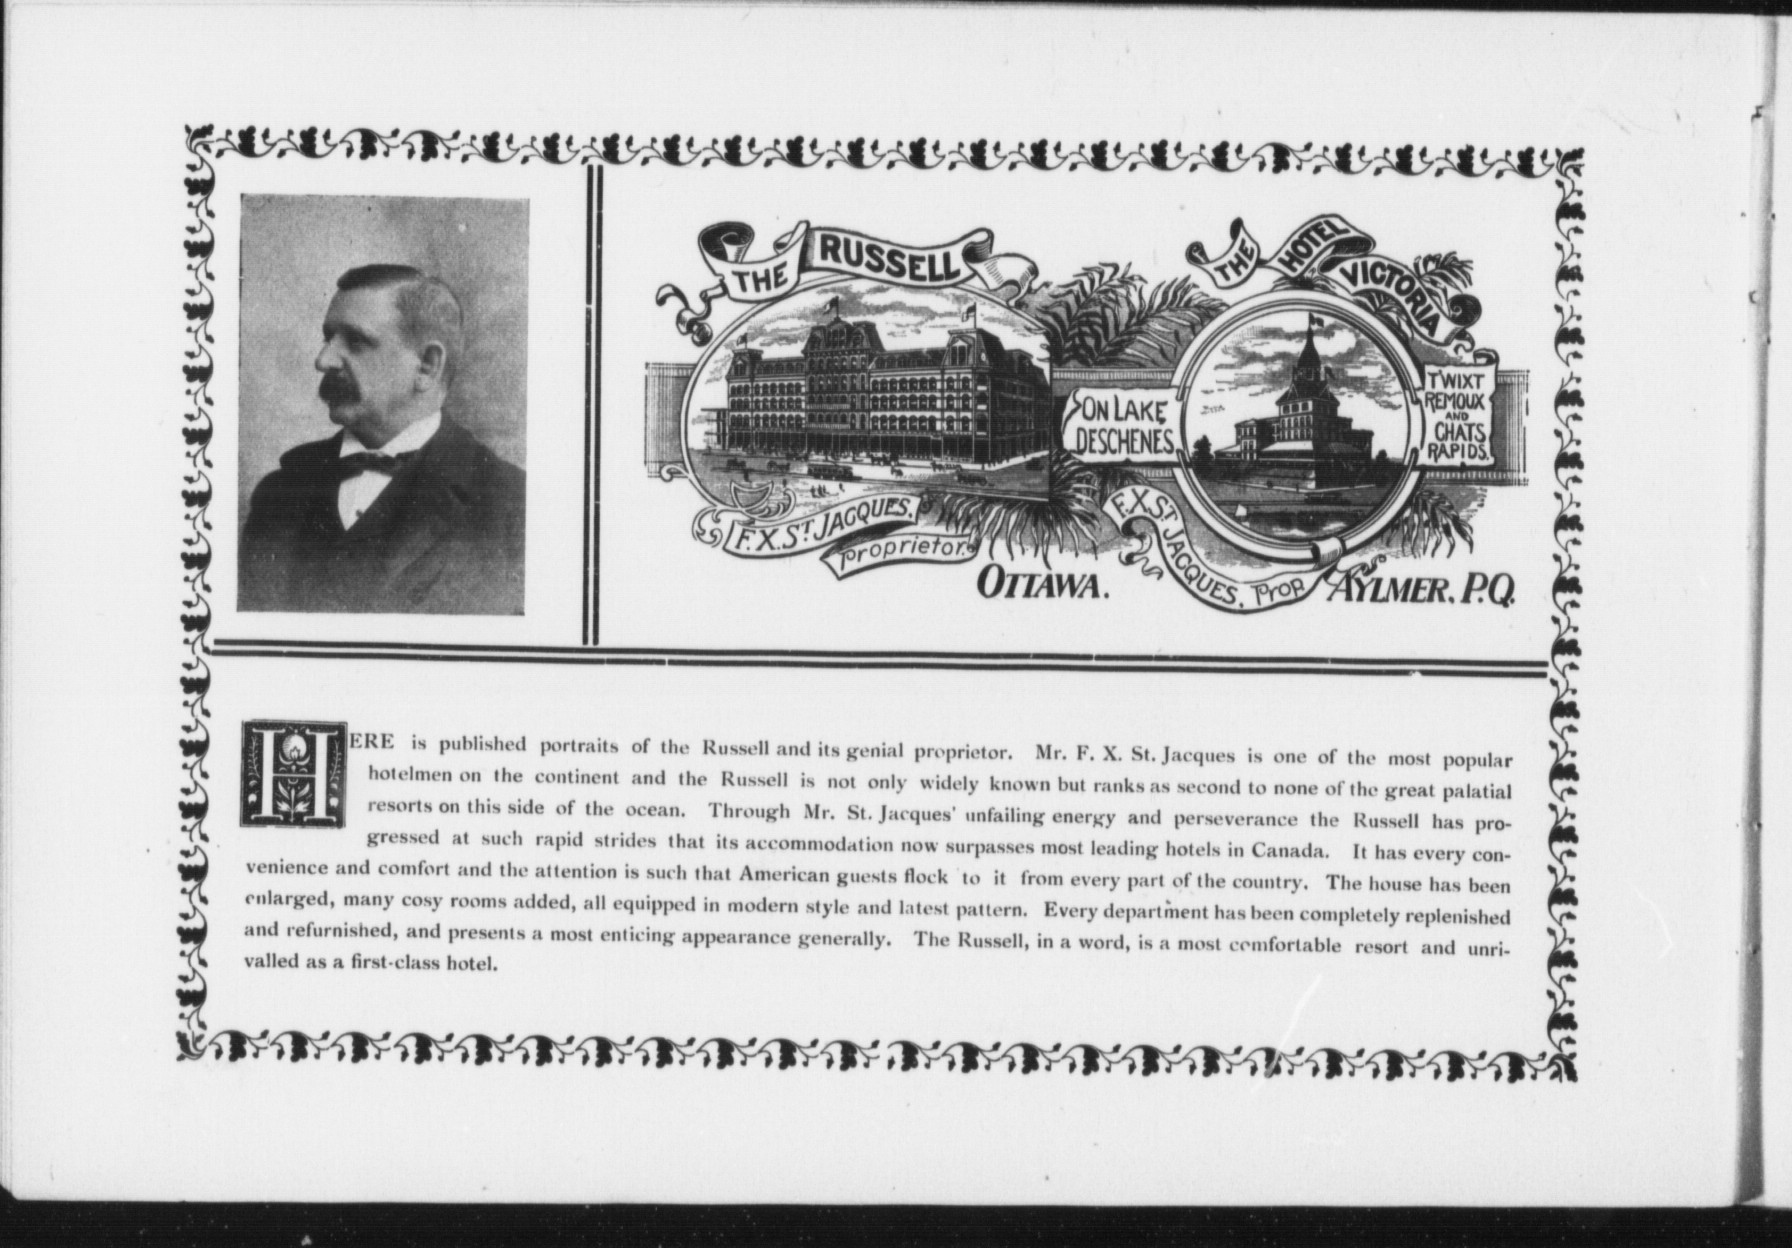 THE RUSSELL
THE HOTEL VICTORIA
ON LAKE
DESCHENES
T'WIXT
REMOUX
AND
CHATS
RAPIDS.
F. X. ST. JACQUES.
Proprietor.
F. X. ST. JACQUES. Prop
OTTAWA.
AYLMER. P.Q.
HERE is published portraits of the Russell and its genial proprietor. Mr. F. X. St. Jacques is one of the most popular
hotelmen on the continent and the Russell is not only widely known but ranks as second to none of the great palatial
resorts on this side of the ocean. Through Mr. St. Jacques' unfailing energy and perseverance the Russell has pro-
gressed at such rapid strides that its accommodation now surpasses most leading hotels in Canada. It has every con-
venience and comfort and the attention is such that American guests flock to it from every part of the country. The house has been
enlarged, many cosy rooms added, all equipped in modern style and latest pattern. Every department has been completely replenished
and refurnished, and presents a most enticing appearance generally. The Russell, in a word, is a most comfortable resort and unri-
valled as a first-class hotel.